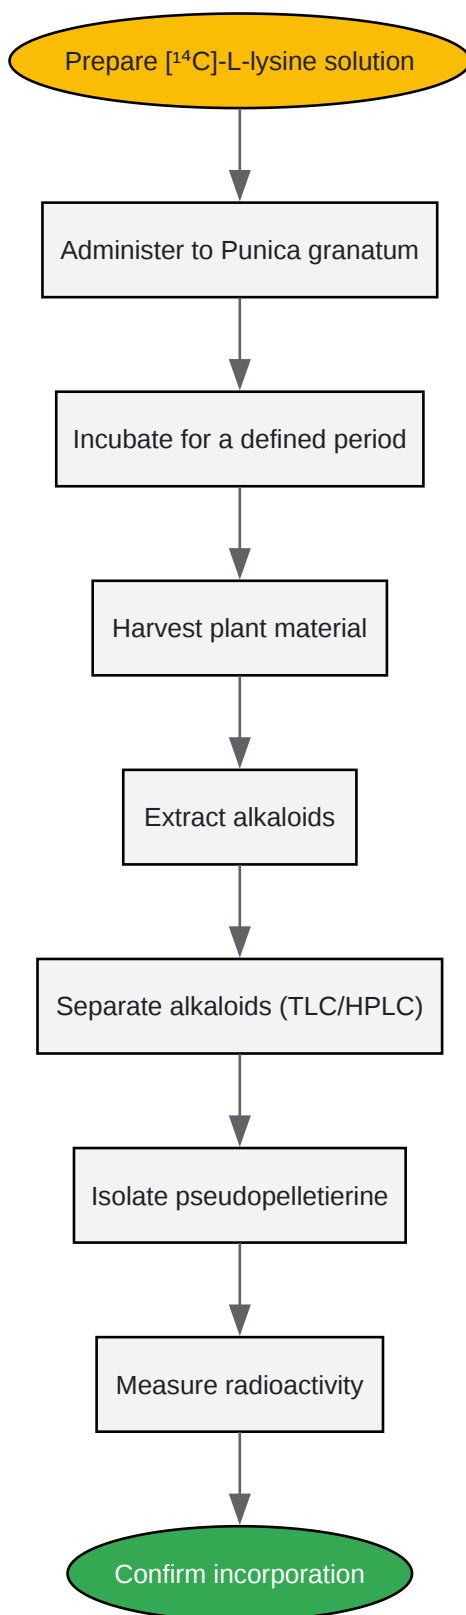 Prepare [¹⁴C]-L-lysine solution
Administer to Punica granatum
Incubate for a defined period
Harvest plant material
Extract alkaloids
Separate alkaloids (TLC/HPLC)
Isolate pseudopelletierine
Measure radioactivity
Confirm incorporation